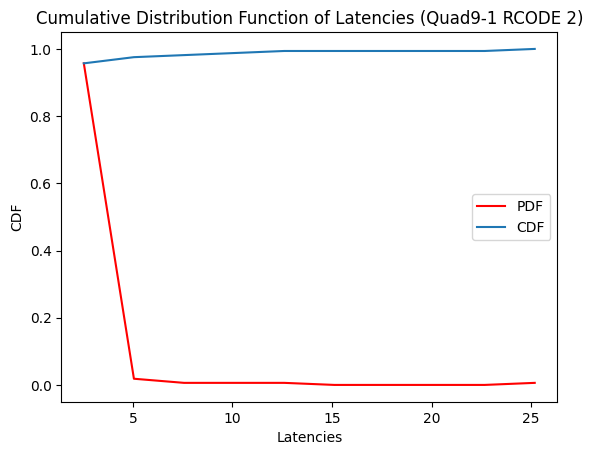 Cumulative Distribution Function of Latencies (Quad9-1 RCODE 2)
1.0
0.8
0.6
0.4
0.2
0.0
CDF
PDF
CDF
5
10
15
20
25
Latencies